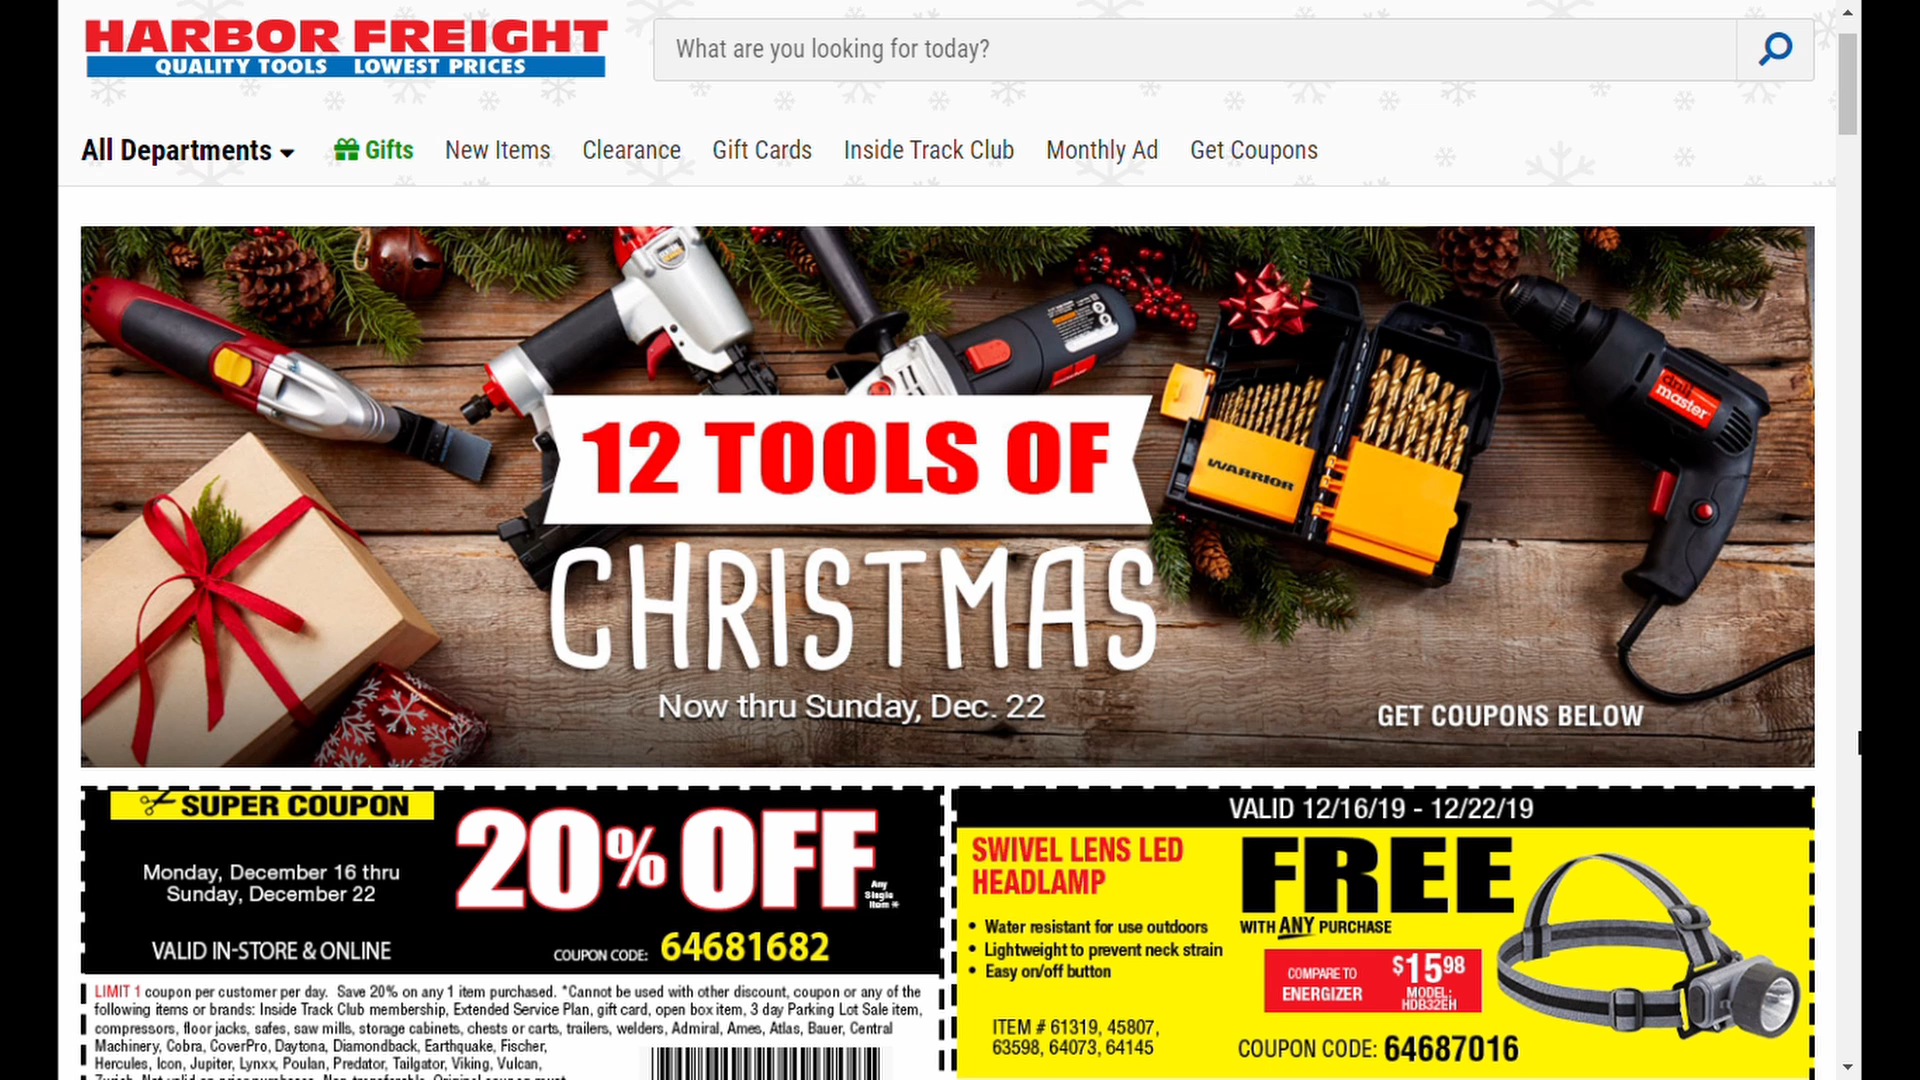 HARBOR FREIGHT
QUALITY TOOLS LOWEST PRICES
What are you looking for today?
All Departments
Gifts
New Items
Clearance
Gift Cards
Inside Track Club
Monthly Ad
Get Coupons
WARRIOR
drill master
12 TOOLS OF
CHRISTMAS
Now thru Sunday, Dec. 22
GET COUPONS BELOW
SUPER COUPON
Monday, December 16 thru
Sunday, December 22
VALID IN-STORE & ONLINE
20% OFF
Any
Single
Item *
COUPON CODE: 64681682
LIMIT 1 coupon per customer per day. Save 20% on any 1 item purchased. *Cannot be used with other discount, coupon or any of the
following items or brands: Inside Track Club membership, Extended Service Plan, gift card, open box item, 3 day Parking Lot Sale item,
compressors, floor jacks, safes, saw mills, storage cabinets, chests or carts, trailers, welders, Admiral, Ames, Atlas, Bauer, Central
Machinery, Cobra, CoverPro, Daytona, Diamondback, Earthquake, Fischer,
Hercules, Icon, Jupiter, Lynxx, Poulan, Predator, Tailgator, Viking, Vulcan,
VALID 12/16/19 - 12/22/19
SWIVEL LENS LED
HEADLAMP
• Water resistant for use outdoors
• Lightweight to prevent neck strain
• Easy on/off button
ITEM # 61319, 45807,
63598, 64073, 64145
FREE
WITH ANY PURCHASE
COMPARE TO
ENERGIZER
$15.98
MODEL:
HDB32EH
COUPON CODE: 64687016